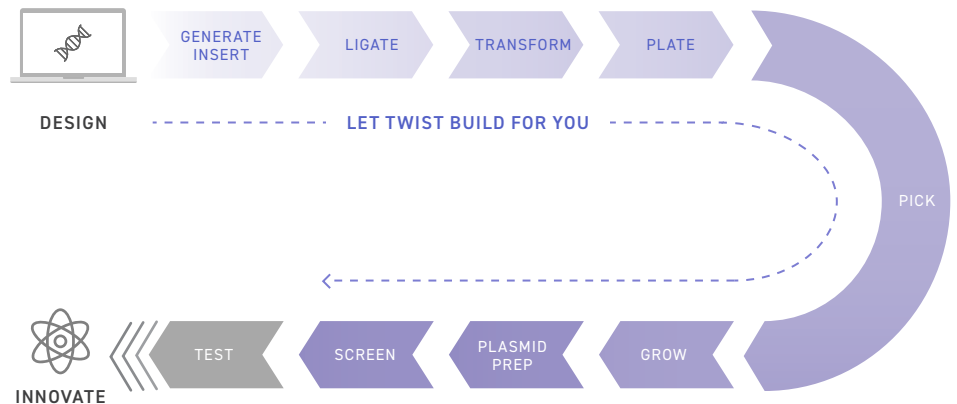 GENERATE
INSERT
LIGATE
TRANSFORM
PLATE
DESIGN
LET TWIST BUILD FOR YOU
PICK
GROW
PLASMID
PREP
SCREEN
TEST
INNOVATE